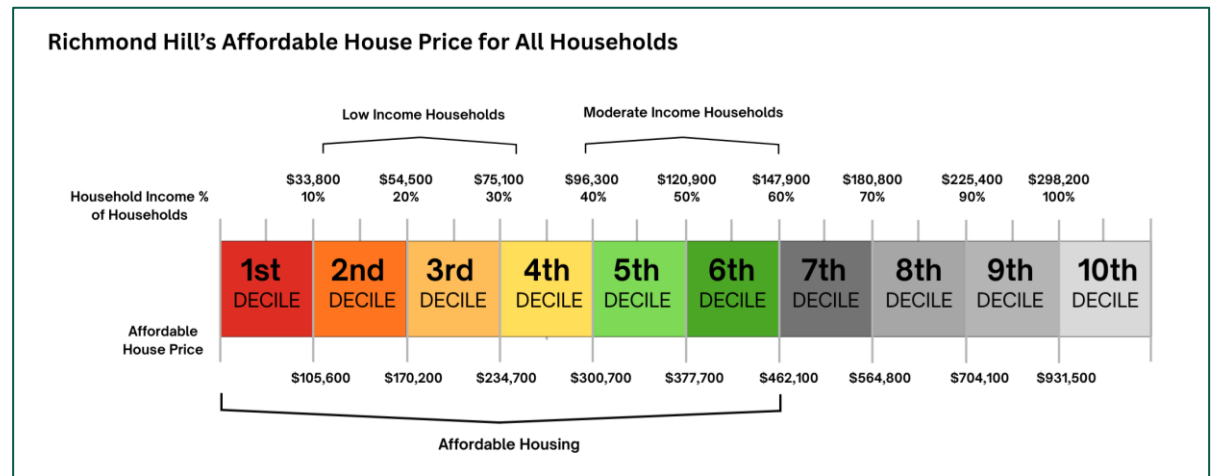 Richmond Hill's Affordable House Price for All Households
Low Income Households
Moderate Income Households
Household Income %
of Households
$33,800 $54,500 $75,100 $96,300 $120,900 $147,900 $180,800 $225,400 $298,200
10% 20% 30% 40% 50% 60% 70% 90% 100%
1st 2nd 3rd 4th 5th 6th 7th 8th 9th 10th
DECILE DECILE DECILE DECILE DECILE DECILE DECILE DECILE DECILE DECILE
Affordable
House Price
$105,600 $170,200 $234,700 $300,700 $377,700 $462,100 $564,800 $704,100 $931,500
Affordable Housing